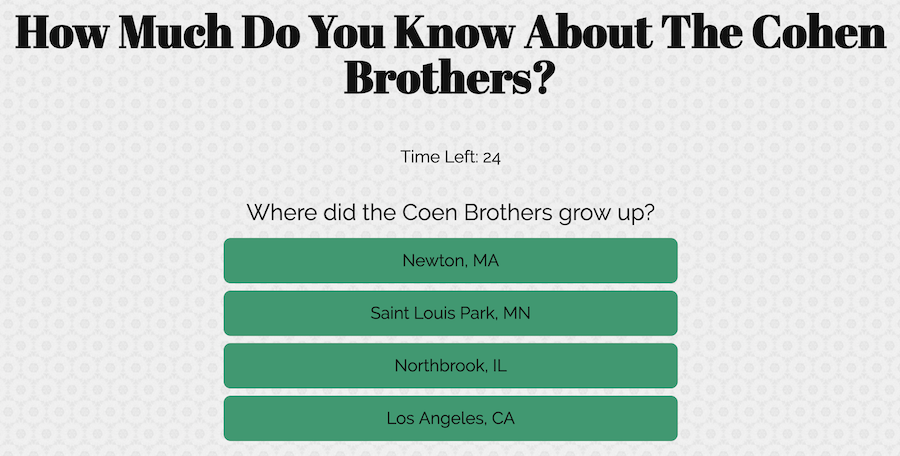 How Much Do You Know About The Cohen
Brothers?
Time Left: 24
Where did the Coen Brothers grow up?
Newton, MA
Saint Louis Park, MN
Northbrook, IL
Los Angeles, CA